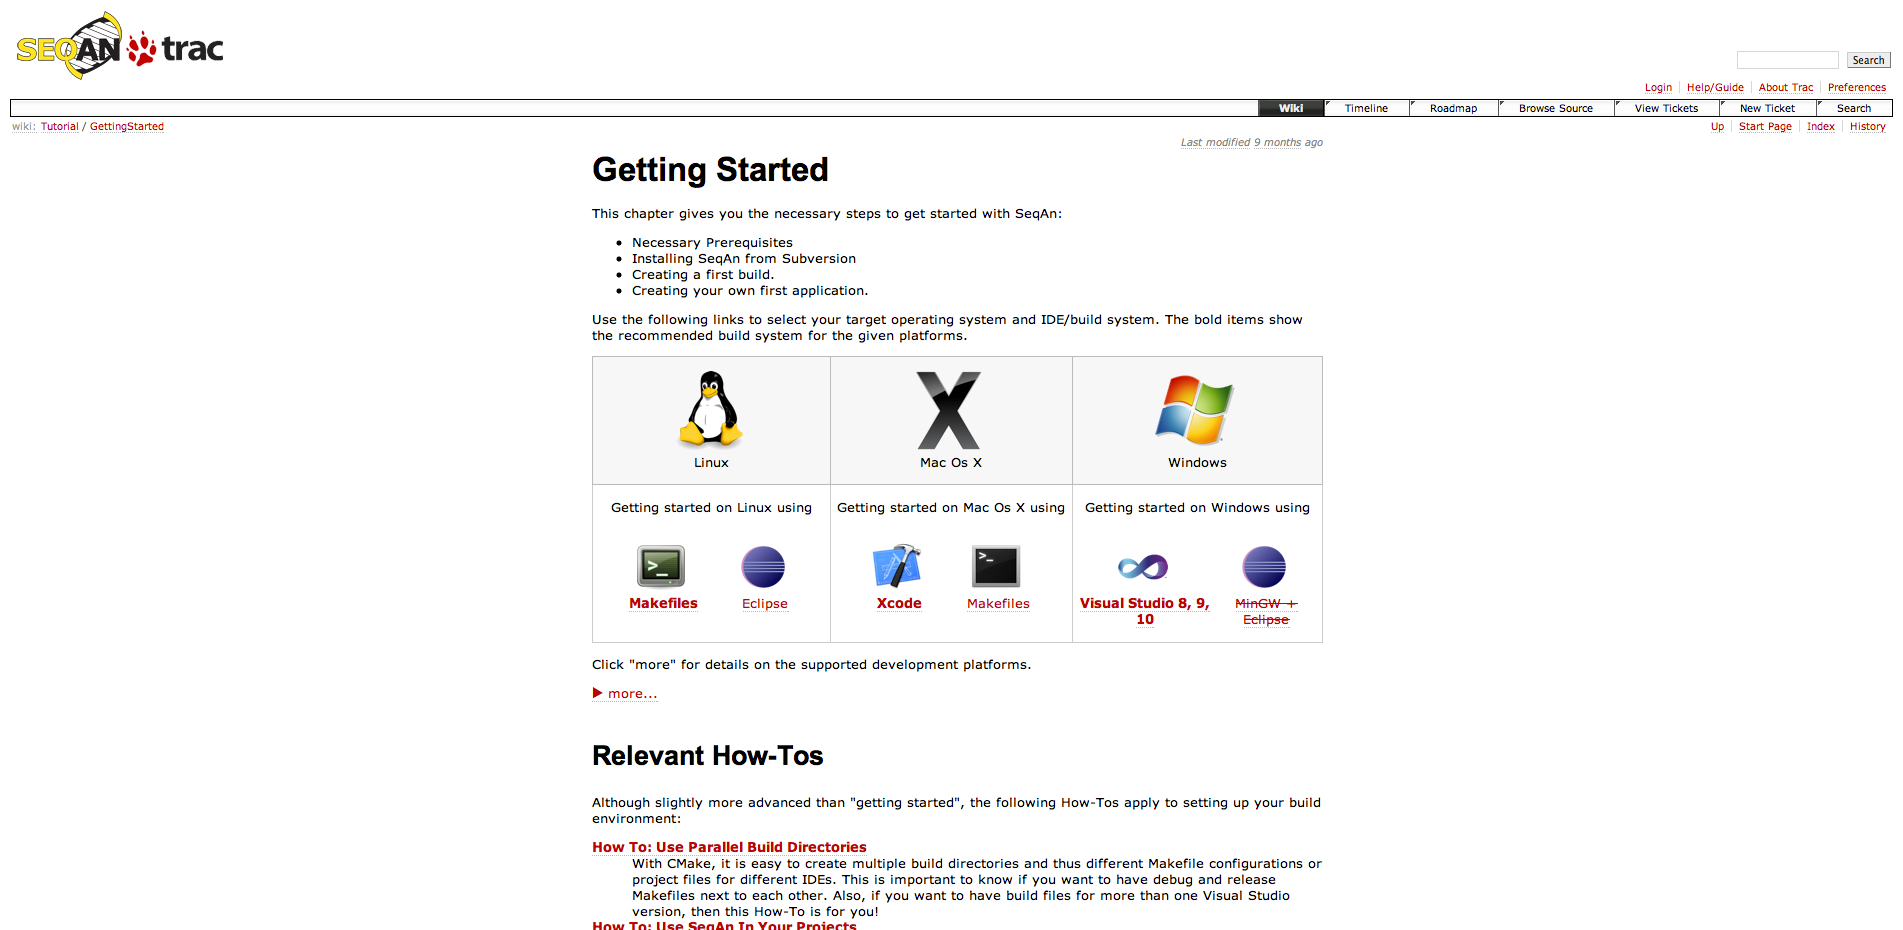 SEQAN trac
Search
Login Help/Guide About Trac Preferences
Wiki Timeline Roadmap Browse Source View Tickets New Ticket Search
wiki: Tutorial / GettingStarted
Up Start Page Index History
Last modified 9 months ago
Getting Started
This chapter gives you the necessary steps to get started with SeqAn:
• Necessary Prerequisites
• Installing SeqAn from Subversion
• Creating a first build.
• Creating your own first application.
Use the following links to select your target operating system and IDE/build system. The bold items show
the recommended build system for the given platforms.
Linux Mac Os X Windows
Getting started on Linux using
Makefiles Eclipse
Getting started on Mac Os X using
Xcode Makefiles
Getting started on Windows using
Visual Studio 8, 9,
10
MinGW +
Eclipse
Click "more" for details on the supported development platforms.
more...
Relevant How-Tos
Although slightly more advanced than "getting started", the following How-Tos apply to setting up your build
environment:
How To: Use Parallel Build Directories
With CMake, it is easy to create multiple build directories and thus different Makefile configurations or
project files for different IDEs. This is important to know if you want to have debug and release
Makefiles next to each other. Also, if you want to have build files for more than one Visual Studio
version, then this How-To is for you!
How To: Use SeqAn In Your Projects